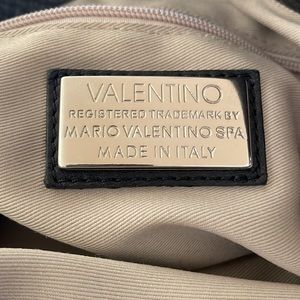 VALENTINO
REGISTERED TRADEMARK BY
MARIO VALENTINO SPA
MADE IN ITALY